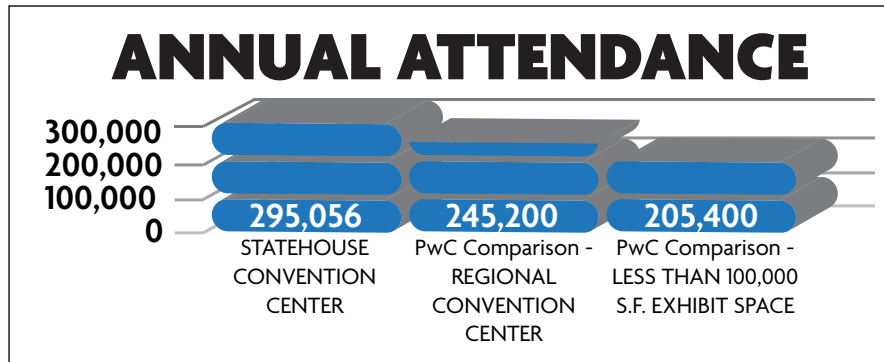 ANNUAL ATTENDANCE
300,000
200,000
100,000
0
295,056
245,200
205,400
STATEHOUSE
CONVENTION
CENTER
PwC Comparison -
REGIONAL
CONVENTION
CENTER
PwC Comparison -
LESS THAN 100,000
S.F. EXHIBIT SPACE